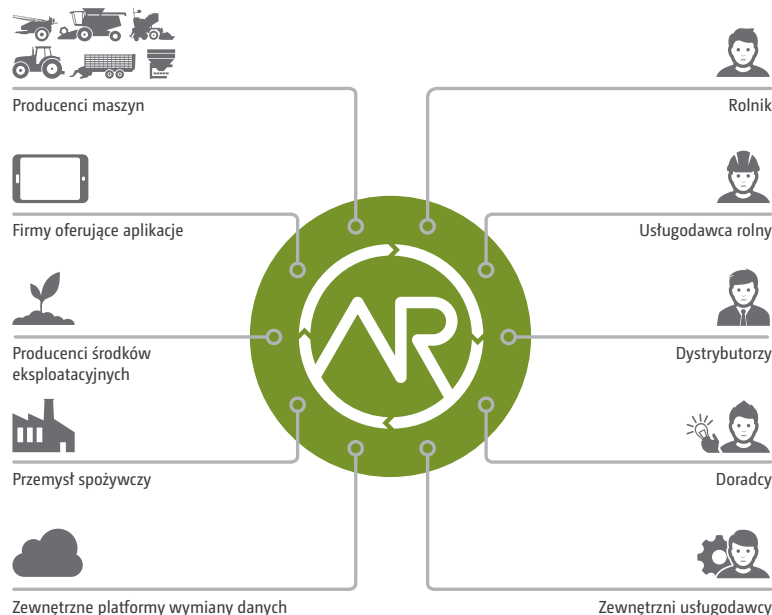 Producenci maszyn
Rolnik
Firmy oferujące aplikacje
Usługodawca rolny
AR
Producenci środków
eksploatacyjnych
Dystrybutorzy
Przemysł spożywczy
Doradcy
Zewnętrzne platformy wymiany danych
Zewnętrzni usługodawcy